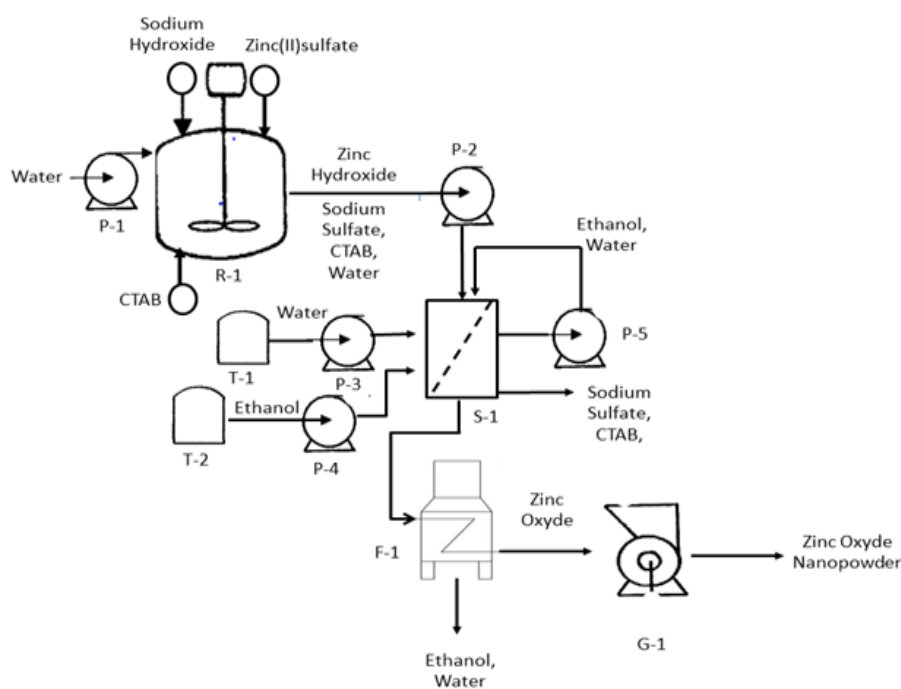 Sodium
Hydroxide
Zinc(II)sulfate
Water
P-1
R-1
CTAB
Zinc
Hydroxide
Sodium
Sulfate,
CTAB,
Water
P-2
Ethanol,
Water
P-5
Water
T-1
P-3
Ethanol
T-2
P-4
S-1
Sodium
Sulfate,
CTAB,
F-1
Zinc
Oxyde
Ethanol,
Water
G-1
Zinc Oxyde
Nanopowder